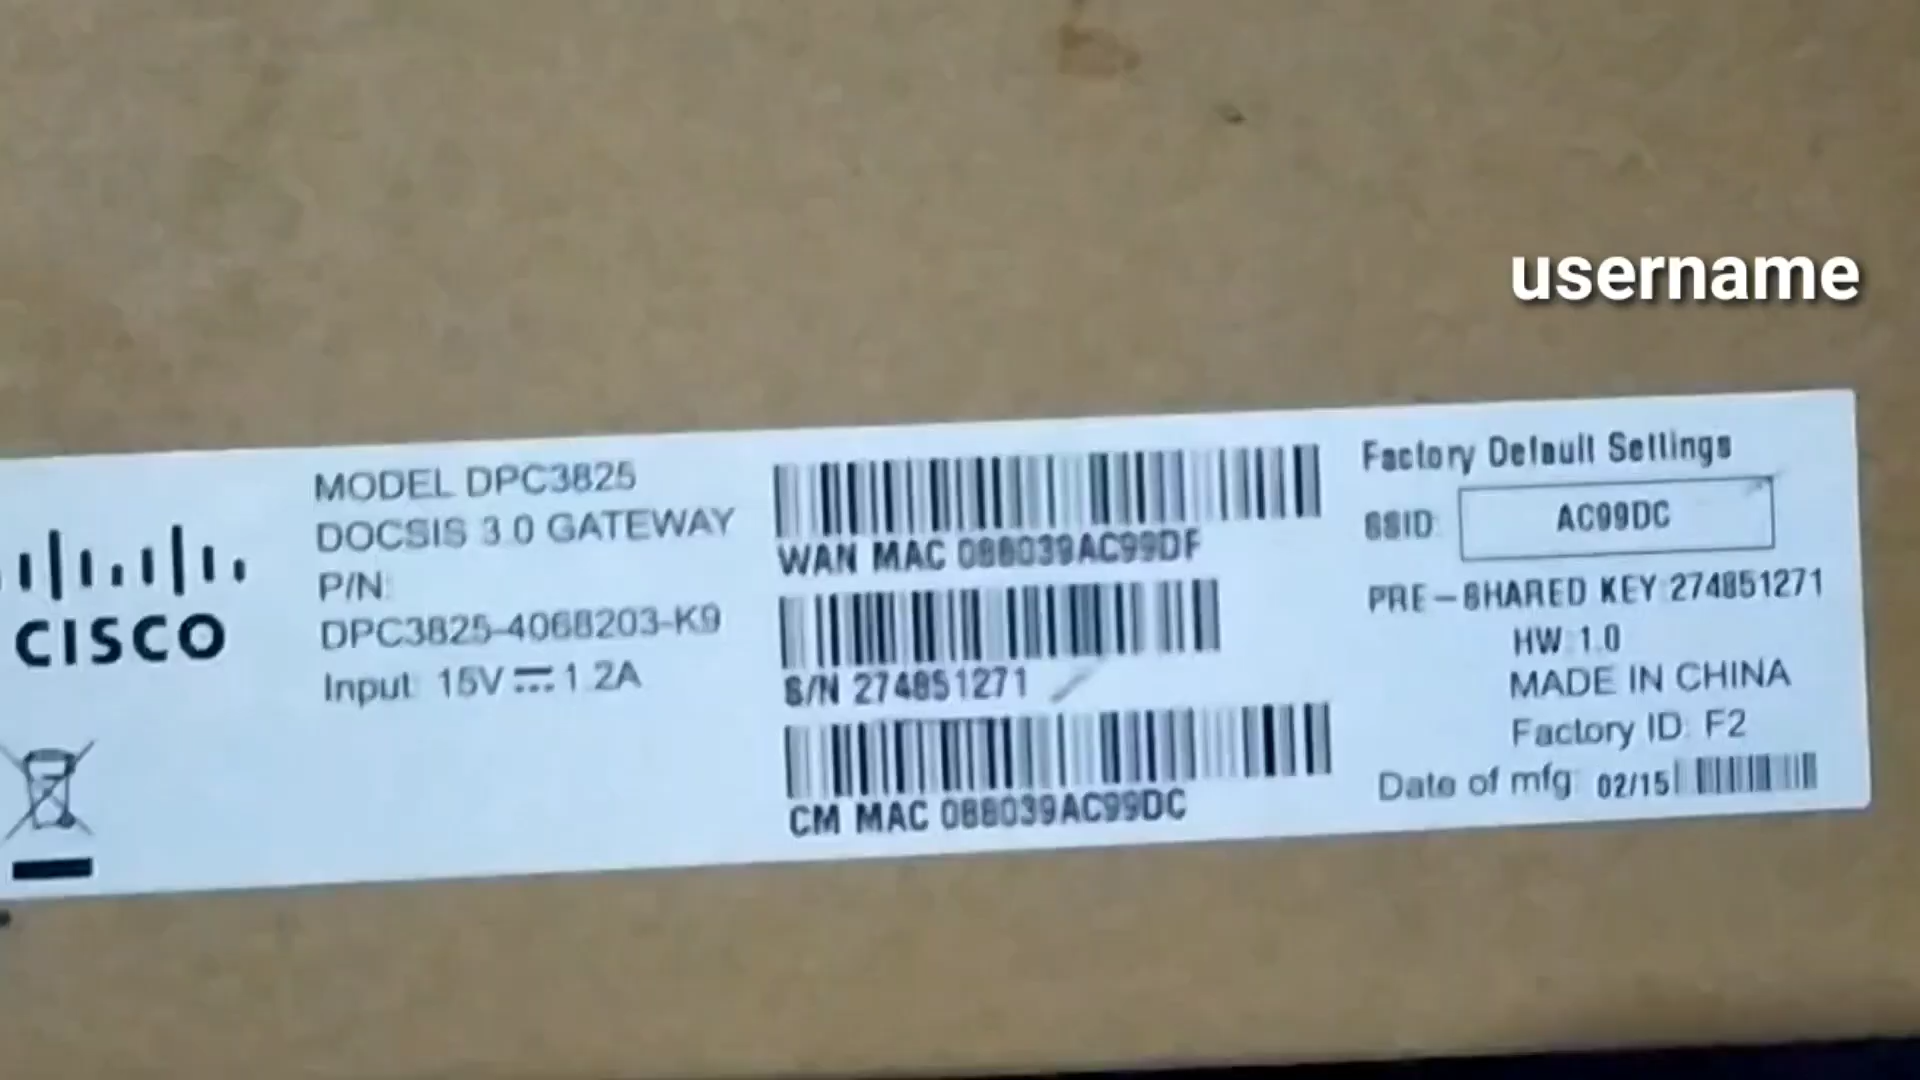 username
CISCO
MODEL DPC3825
DOCSIS 3.0 GATEWAY
P/N:
DPC3825-4068203-K9
Input: 15V 1.2A
WAN MAC 088039AC99DF
S/N 274851271
CM MAC 088039AC99DC
Factory Default Settings
SSID: AC99DC
PRE-SHARED KEY:274851271
HW: 1.0
MADE IN CHINA
Factory ID: F2
Date of mfg: 02/15